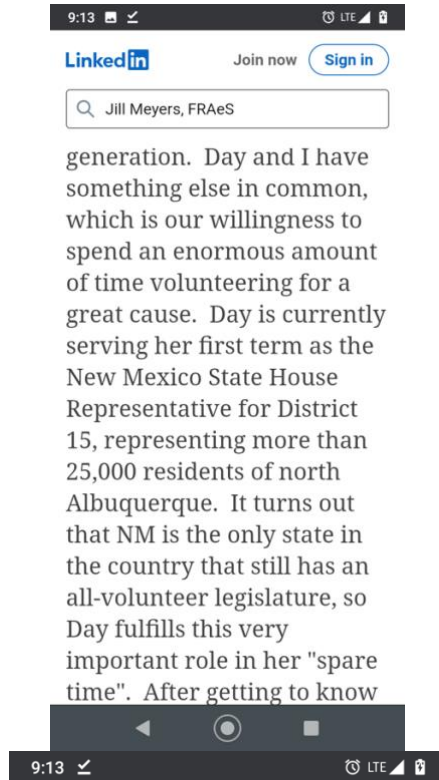 9:13 LTE
Linked in Join now Sign in
Jill Meyers, FRAeS
generation. Day and I have
something else in common,
which is our willingness to
spend an enormous amount
of time volunteering for a
great cause. Day is currently
serving her first term as the
New Mexico State House
Representative for District
15, representing more than
25,000 residents of north
Albuquerque. It turns out
that NM is the only state in
the country that still has an
all-volunteer legislature, so
Day fulfills this very
important role in her "spare
time". After getting to know
9:13 LTE